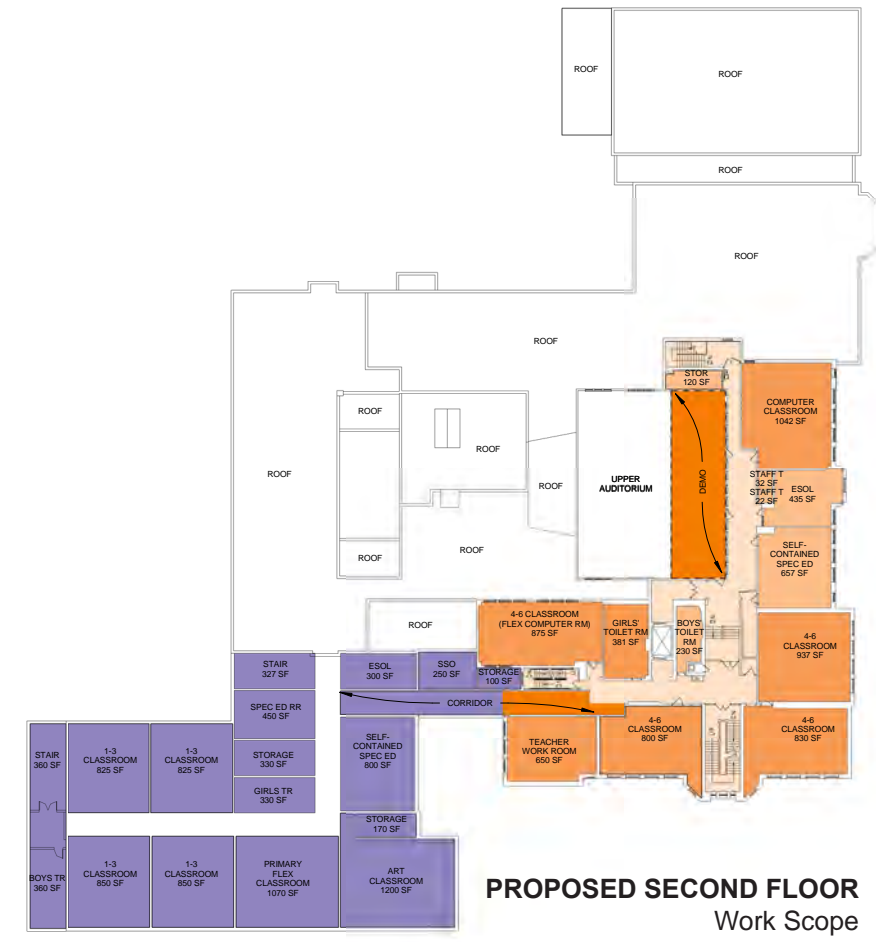 ROOF
ROOF
ROOF
ROOF
ROOF
STOR
120 SF
COMPUTER
CLASSROOM
1042 SF
ROOF
ROOF
ROOF
ROOF
UPPER
AUDITORIUM
DEMO
STAFF T
32 SF
STAFF T
22 SF
ESOL
435 SF
ROOF
ROOF
SELF-
CONTAINED
SPEC ED
657 SF
ROOF
4-6 CLASSROOM
(FLEX COMPUTER RM)
875 SF
GIRLS'
TOILET RM
381 SF
BOYS'
TOILET
RM
230 SF
4-6
CLASSROOM
937 SF
STAIR
327 SF
ESOL
300 SF
SSO
250 SF
STORAGE
100 SF
CORRIDOR
SPEC ED RR
450 SF
STAIR
360 SF
1-3
CLASSROOM
825 SF
1-3
CLASSROOM
825 SF
STORAGE
330 SF
SELF-
CONTAINED
SPEC ED
800 SF
TEACHER
WORK ROOM
650 SF
4-6
CLASSROOM
800 SF
4-6
CLASSROOM
830 SF
GIRLS TR
330 SF
STORAGE
170 SF
BOYS TR
360 SF
1-3
CLASSROOM
850 SF
1-3
CLASSROOM
850 SF
PRIMARY
FLEX
CLASSROOM
1070 SF
ART
CLASSROOM
1200 SF
PROPOSED SECOND FLOOR
Work Scope